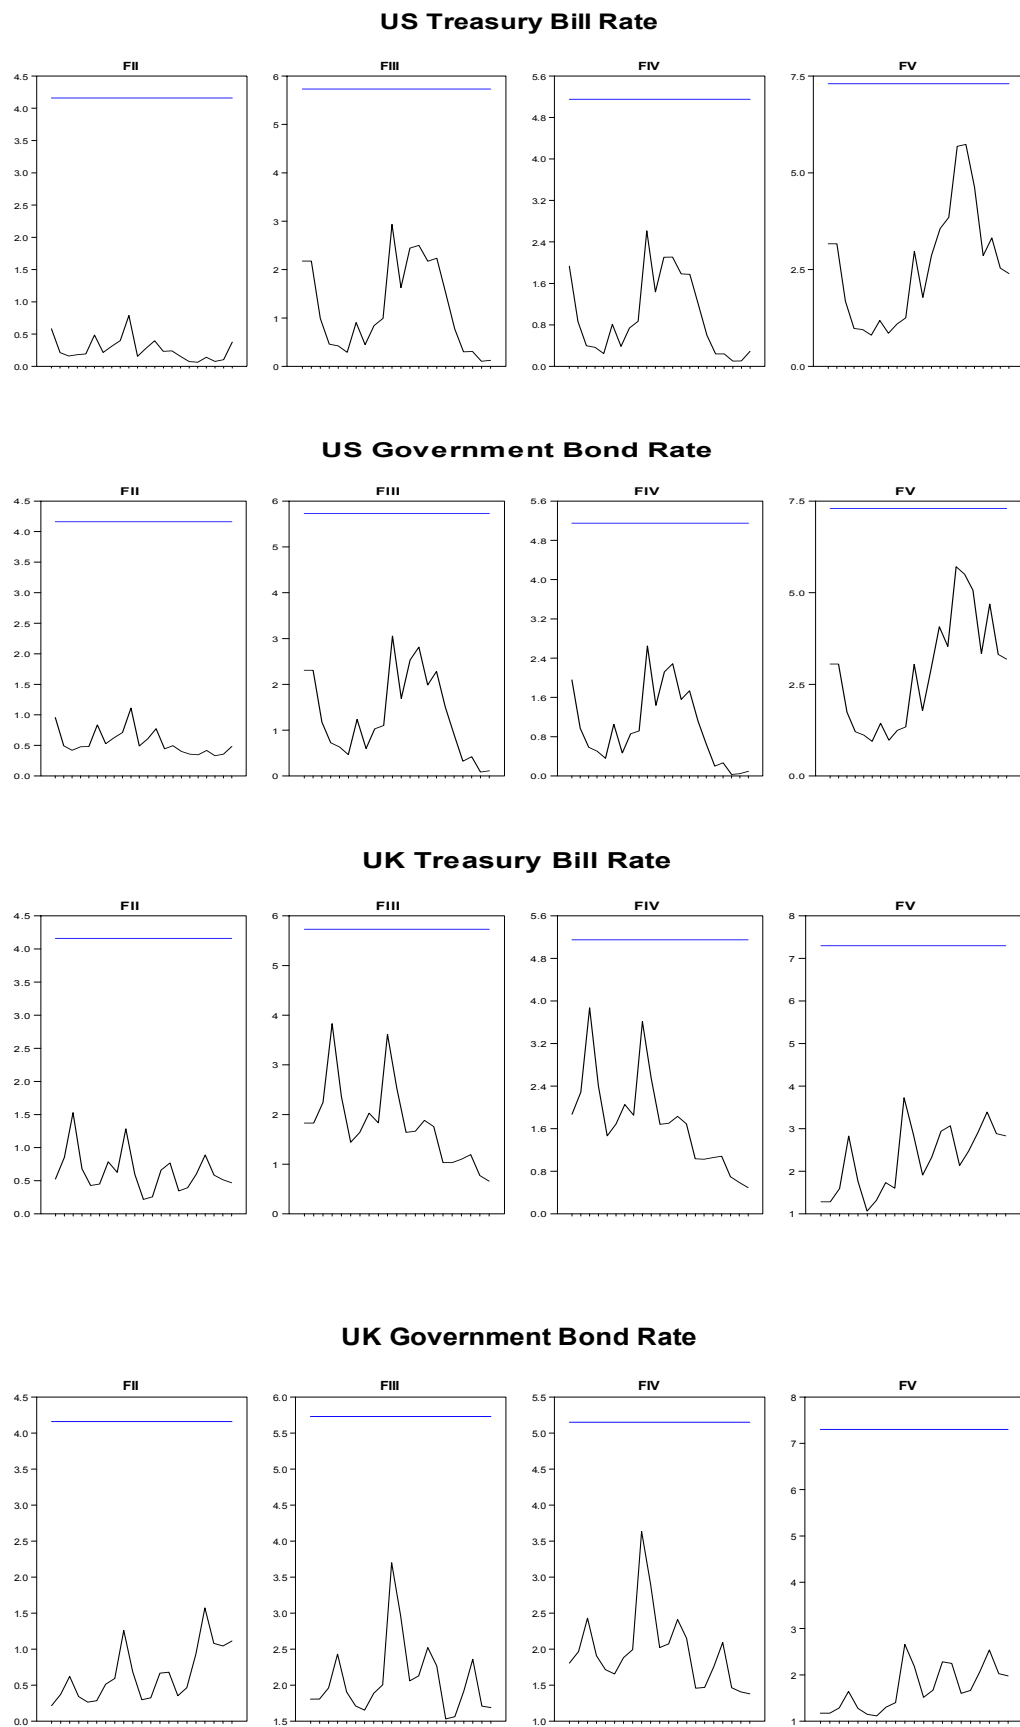 US Treasury Bill Rate
FII FIII FIV FV
4.5 6 5.6 7.5
4.0 5 4.8
3.5 4 4.0 5.0
3.0 3 3.2
2.5 2 2.4 2.5
2.0 1 1.6
1.5 0 0.8 0.0
1.0 0.0
0.5
0.0
US Government Bond Rate
FII FIII FIV FV
4.5 6 5.6 7.5
4.0 5 4.8
3.5 4 4.0 5.0
3.0 3 3.2
2.5 2 2.4 2.5
2.0 1 1.6
1.5 0 0.8 0.0
1.0 0.0
0.5
0.0
UK Treasury Bill Rate
FII FIII FIV FV
4.5 6 5.6 8
4.0 5 4.8 7
3.5 4 4.0 6
3.0 3 3.2 5
2.5 2 2.4 4
2.0 1 1.6 3
1.5 0 0.8 2
1.0 0.0 1
0.5
0.0
UK Government Bond Rate
FII FIII FIV FV
4.5 6.0 5.5 8
4.0 5.5 5.0 7
3.5 5.0 4.5 6
3.0 4.5 4.0 5
2.5 4.0 3.5 4
2.0 3.5 3.0 3
1.5 3.0 2.5 2
1.0 2.5 2.0 1
0.5 2.0 1.5
0.0 1.5 1.0